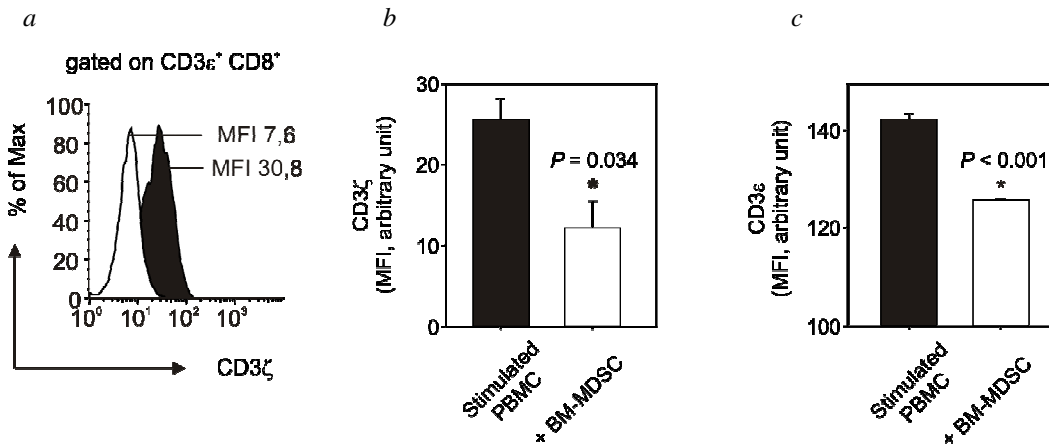 a
gated on CD3ε⁺ CD8⁺
100
80
60
40
20
0
% of Max
MFI 7,6
MFI 30,8
10⁰ 10¹ 10² 10³
CD3ζ
b
30
20
10
0
CD3ζ
(MFI, arbitrary unit)
P = 0.034
*
Stimulated
PBMC
+ BM-MDSC
c
140
120
100
CD3ε
(MFI, arbitrary unit)
P < 0.001
*
Stimulated
PBMC
+ BM-MDSC